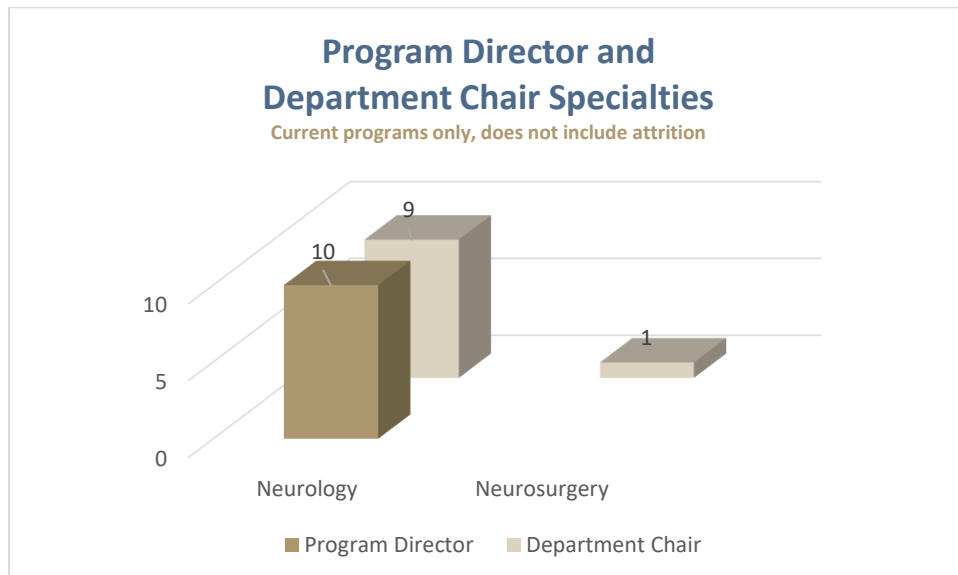 Program Director and
Department Chair Specialties
Current programs only, does not include attrition
9
10
10
1
5
0
Neurology Neurosurgery
Program Director Department Chair